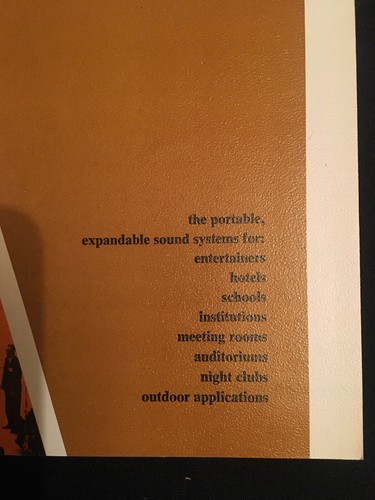 the portable,
expandable sound systems for:
entertainers
hotels
schools
institutions
meeting rooms
auditoriums
night clubs
outdoor applications